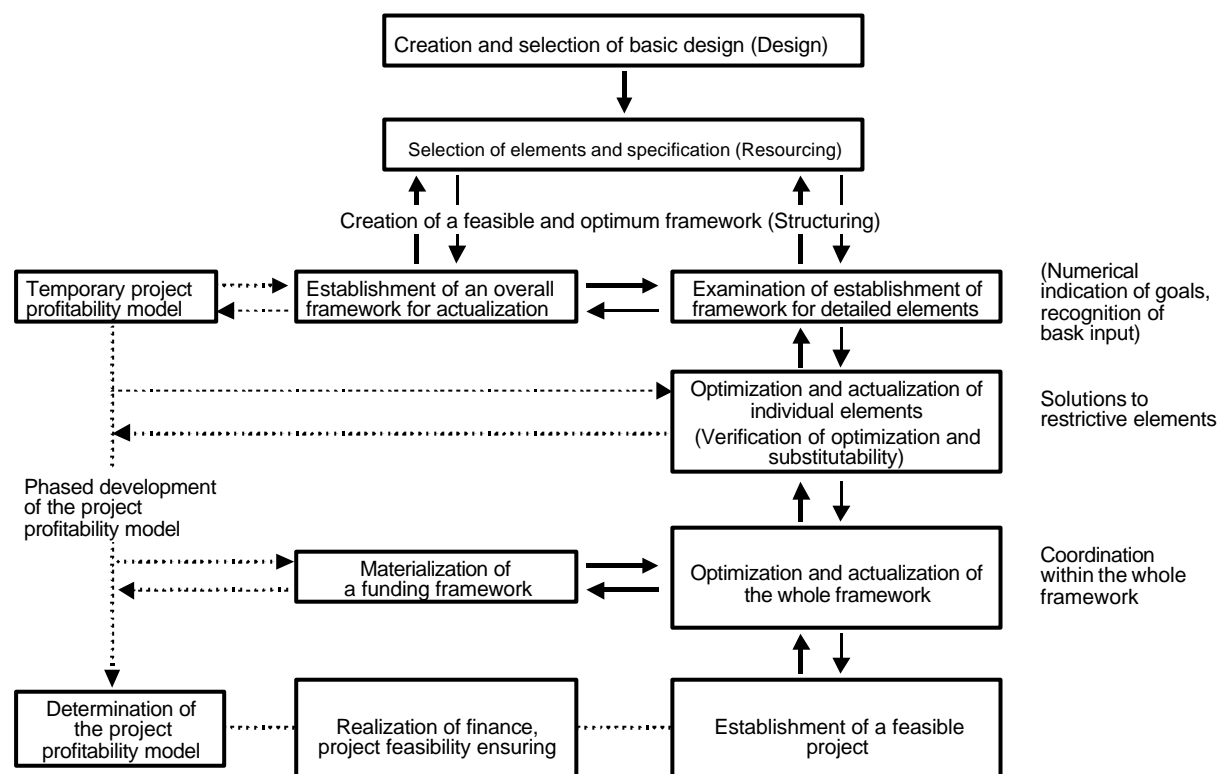 Creation and selection of basic design (Design)
Selection of elements and specification (Resourcing)
Creation of a feasible and optimum framework (Structuring)
Temporary project
profitability model
Establishment of an overall
framework for actualization
Examination of establishment of
framework for detailed elements
(Numerical
indication of goals,
recognition of
bask input)
Optimization and actualization of
individual elements
(Verification of optimization and
substitutability)
Solutions to
restrictive elements
Phased development
of the project
profitability model
Materialization of
a funding framework
Optimization and actualization of
the whole framework
Coordination
within the whole
framework
Determination of
the project
profitability model
Realization of finance,
project feasibility ensuring
Establishment of a feasible
project